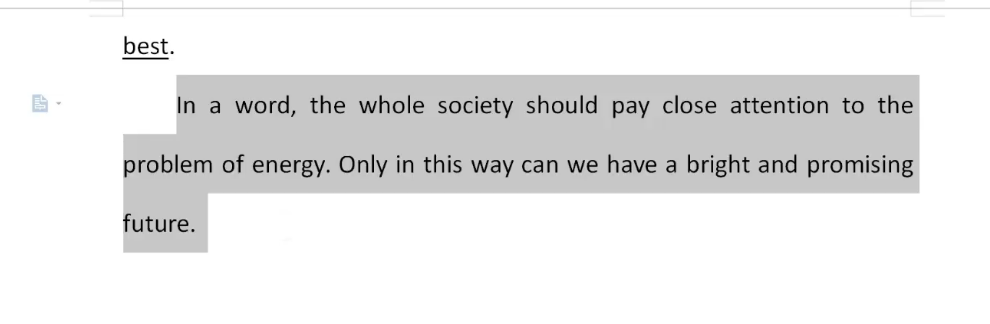 best.
In a word, the whole society should pay close attention to the
problem of energy. Only in this way can we have a bright and promising
future.